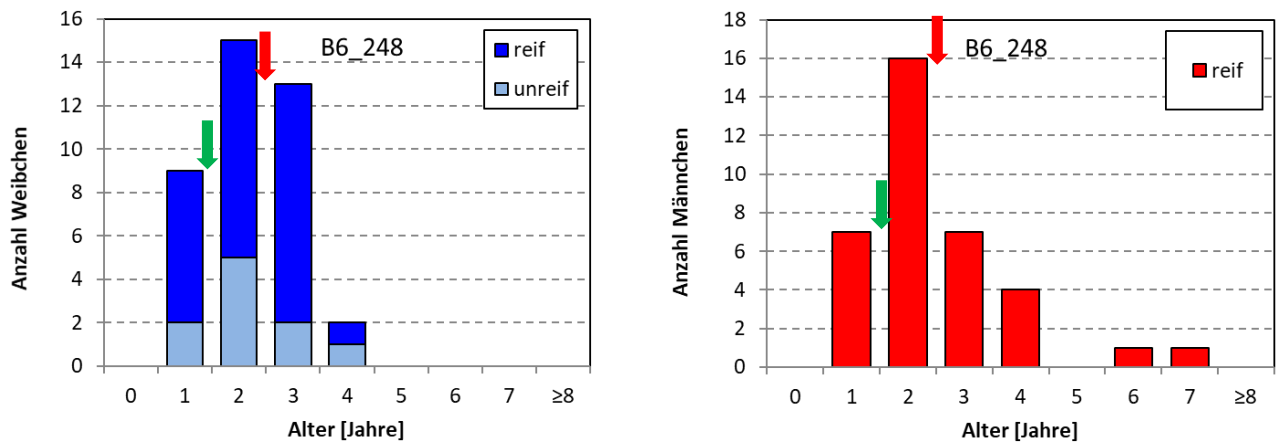 B6_248
reif
unreif
Anzahl Weibchen
16
14
12
10
8
6
4
2
0
0 1 2 3 4 5 6 7 ≥8
Alter [Jahre]
B6_248
reif
Anzahl Männchen
18
16
14
12
10
8
6
4
2
0
0 1 2 3 4 5 6 7 ≥8
Alter [Jahre]